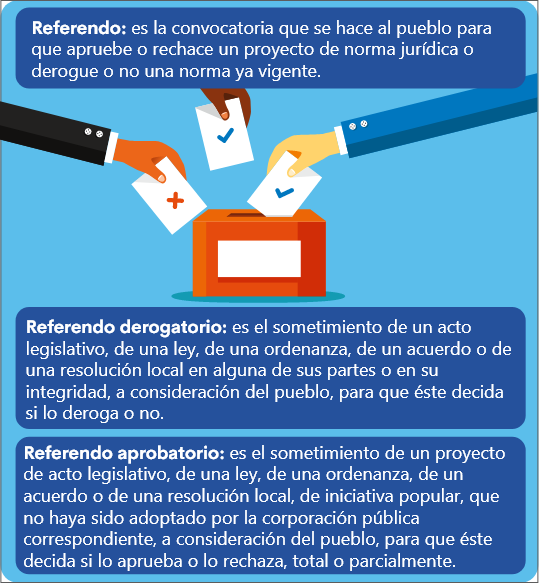 Referendo: es la convocatoria que se hace al pueblo para
que apruebe o rechace un proyecto de norma jurídica o
derogue o no una norma ya vigente.
Referendo derogatorio: es el sometimiento de un acto
legislativo, de una ley, de una ordenanza, de un acuerdo o de
una resolución local en alguna de sus partes o en su
integridad, a consideración del pueblo, para que éste decida
si lo deroga o no.
Referendo aprobatorio: es el sometimiento de un proyecto
de acto legislativo, de una ley, de una ordenanza, de un
acuerdo o de una resolución local, de iniciativa popular, que
no haya sido adoptado por la corporación pública
correspondiente, a consideración del pueblo, para que éste
decida si lo aprueba o lo rechaza, total o parcialmente.